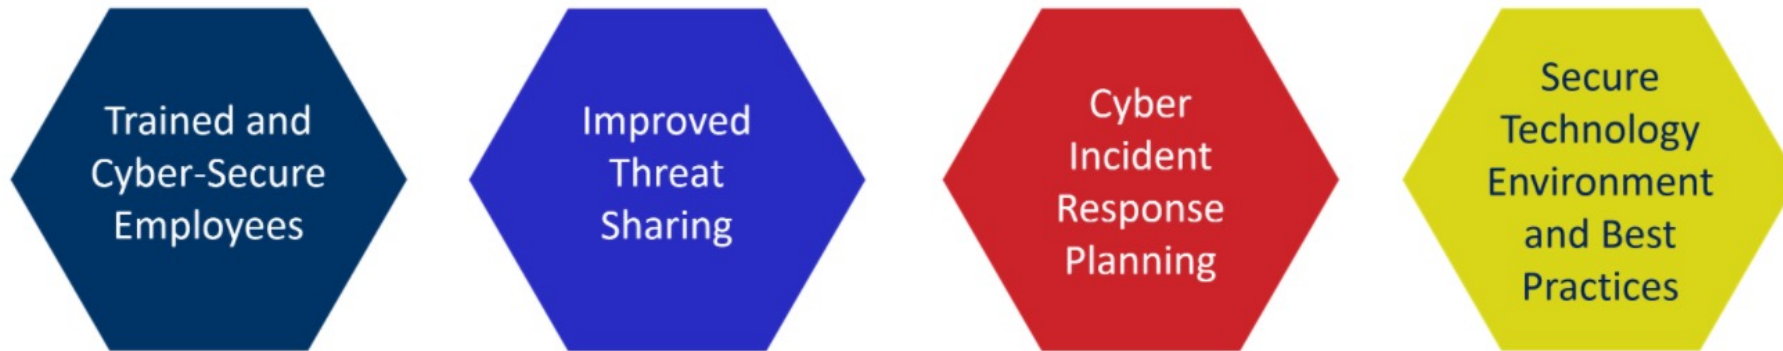 Trained and
Cyber-Secure
Employees
Improved
Threat
Sharing
Cyber
Incident
Response
Planning
Secure
Technology
Environment
and Best
Practices